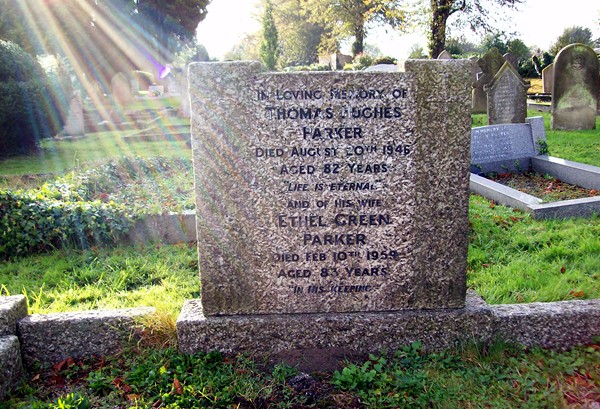 IN LOVING MEMORY OF
THOMAS HUGHES
PARKER
DIED AUGUST 20TH 1946
AGED 82 YEARS
LIFE IS ETERNAL
AND OF HIS WIFE
ETHEL GREEN
PARKER
DIED FEB 10TH 1959
AGED 83 YEARS
IN HIS KEEPING